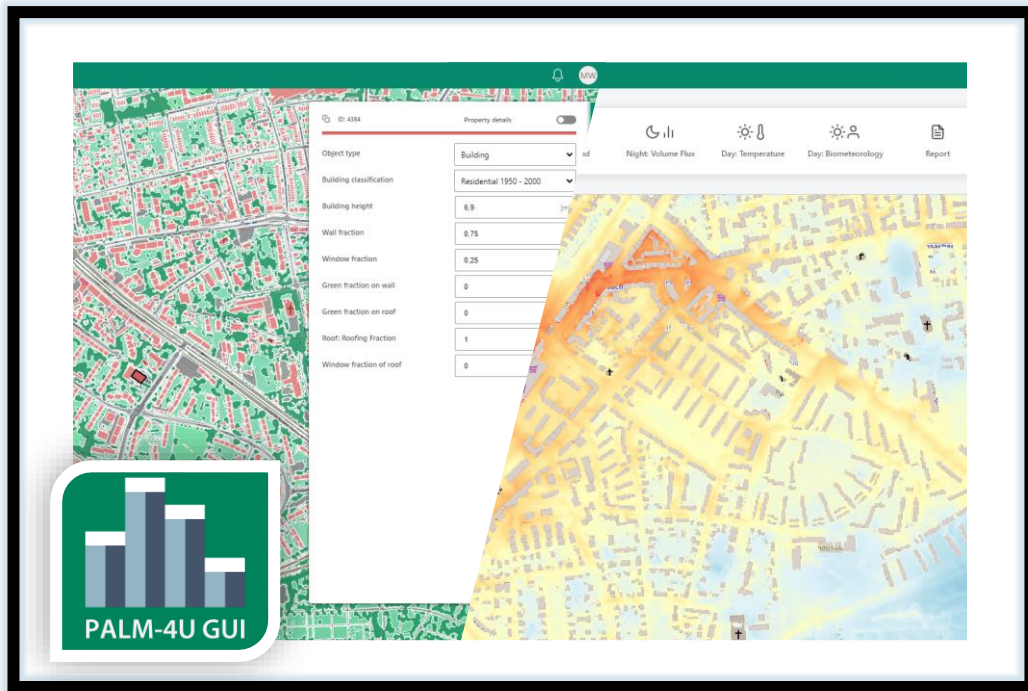 MW
ID: 4384 Property details
Object type Building
Building classification Residential 1950 - 2000
Building height 6,9
Wall fraction 0,75
Window fraction 0,25
Green fraction on wall 0
Green fraction on roof 0
Roof: Roofing Fraction 1
Window fraction of roof 0
Night: Volume Flux
Day: Temperature
Day: Biometeorology
Report
PALM-4U GUI